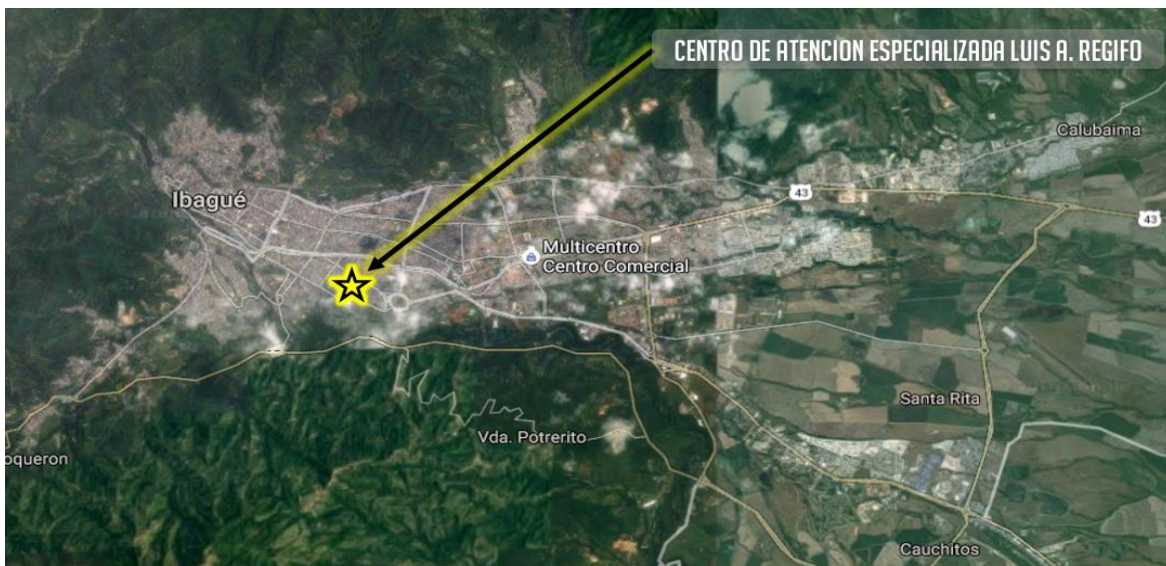 CENTRO DE ATENCION ESPECIALIZADA LUIS A. REGIFO
Calubaima
43
43
Ibagué
Multicentro
Centro Comercial
Santa Rita
Vda. Potrerito
oqueron
Cauchitos